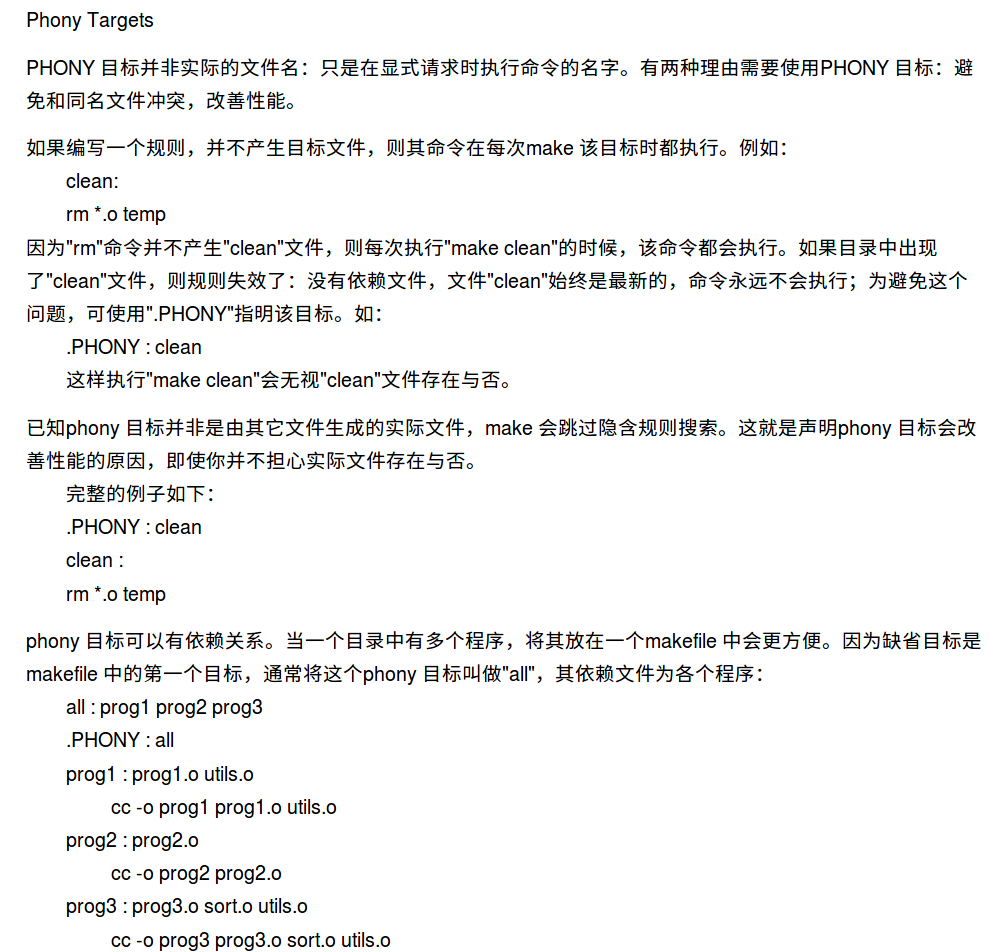 Phony Targets
PHONY 目标并非实际的文件名：只是在显式请求时执行命令的名字。有两种理由需要使用PHONY 目标：避
免和同名文件冲突，改善性能。
如果编写一个规则，并不产生目标文件，则其命令在每次make 该目标时都执行。例如：
clean:
rm *.o temp
因为"rm"命令并不产生"clean"文件，则每次执行"make clean"的时候，该命令都会执行。如果目录中出现
了"clean"文件，则规则失效了：没有依赖文件，文件"clean"始终是最新的，命令永远不会执行；为避免这个
问题，可使用".PHONY"指明该目标。如：
.PHONY : clean
这样执行"make clean"会无视"clean"文件存在与否。
已知phony 目标并非是由其它文件生成的实际文件，make 会跳过隐含规则搜索。这就是声明phony 目标会改
善性能的原因，即使你并不担心实际文件存在与否。
完整的例子如下：
.PHONY : clean
clean :
rm *.o temp
phony 目标可以有依赖关系。当一个目录中有多个程序，将其放在一个makefile 中会更方便。因为缺省目标是
makefile 中的第一个目标，通常将这个phony 目标叫做"all"，其依赖文件为各个程序：
all : prog1 prog2 prog3
.PHONY : all
prog1 : prog1.o utils.o
cc -o prog1 prog1.o utils.o
prog2 : prog2.o
cc -o prog2 prog2.o
prog3 : prog3.o sort.o utils.o
cc -o prog3 prog3.o sort.o utils.o